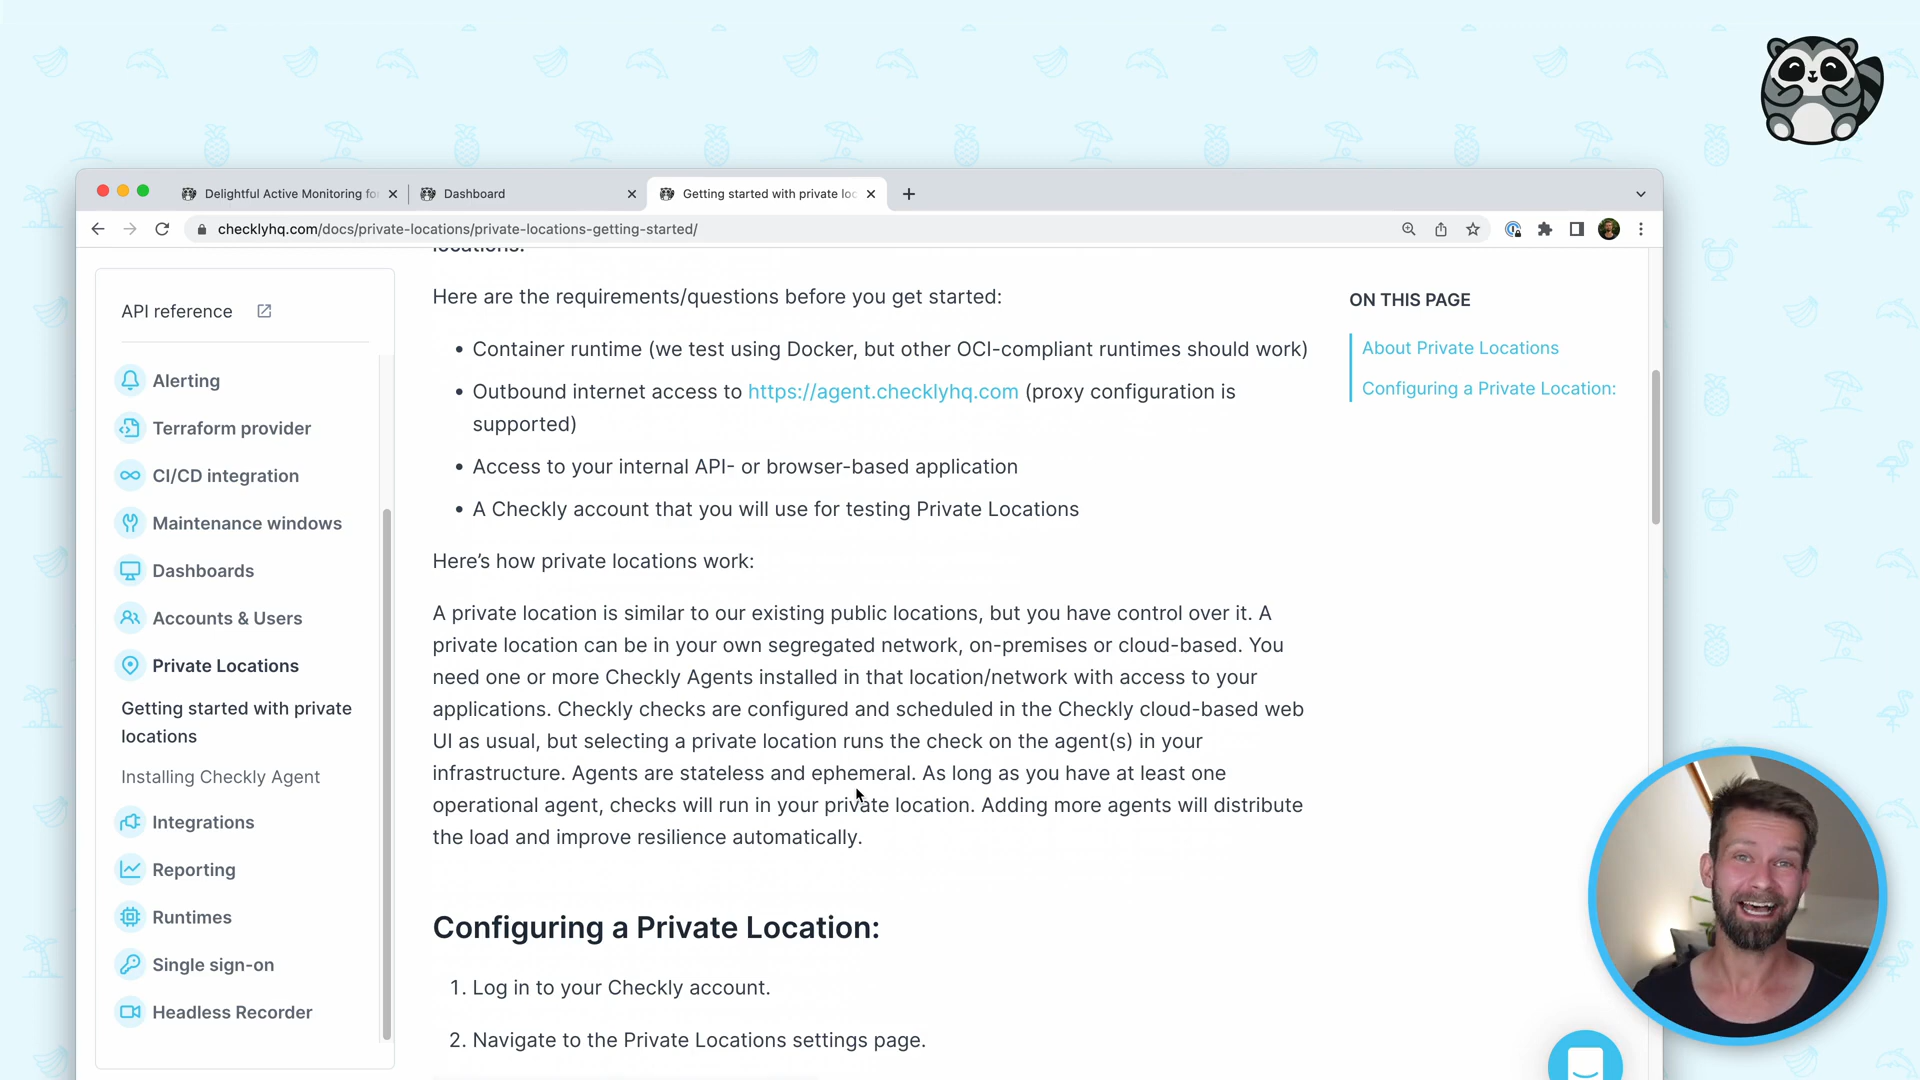 Delightful Active Monitoring fo
Dashboard
Getting started with private loc
checklyhq.com/docs/private-locations/private-locations-getting-started/
API reference
Alerting
Terraform provider
CI/CD integration
Maintenance windows
Dashboards
Accounts & Users
Private Locations
Getting started with private
locations
Installing Checkly Agent
Integrations
Reporting
Runtimes
Single sign-on
Headless Recorder
locations.
Here are the requirements/questions before you get started:
• Container runtime (we test using Docker, but other OCI-compliant runtimes should work)
• Outbound internet access to https://agent.checklyhq.com (proxy configuration is
supported)
• Access to your internal API- or browser-based application
• A Checkly account that you will use for testing Private Locations
Here’s how private locations work:
A private location is similar to our existing public locations, but you have control over it. A
private location can be in your own segregated network, on-premises or cloud-based. You
need one or more Checkly Agents installed in that location/network with access to your
applications. Checkly checks are configured and scheduled in the Checkly cloud-based web
UI as usual, but selecting a private location runs the check on the agent(s) in your
infrastructure. Agents are stateless and ephemeral. As long as you have at least one
operational agent, checks will run in your private location. Adding more agents will distribute
the load and improve resilience automatically.
Configuring a Private Location:
1. Log in to your Checkly account.
2. Navigate to the Private Locations settings page.
ON THIS PAGE
About Private Locations
Configuring a Private Location: